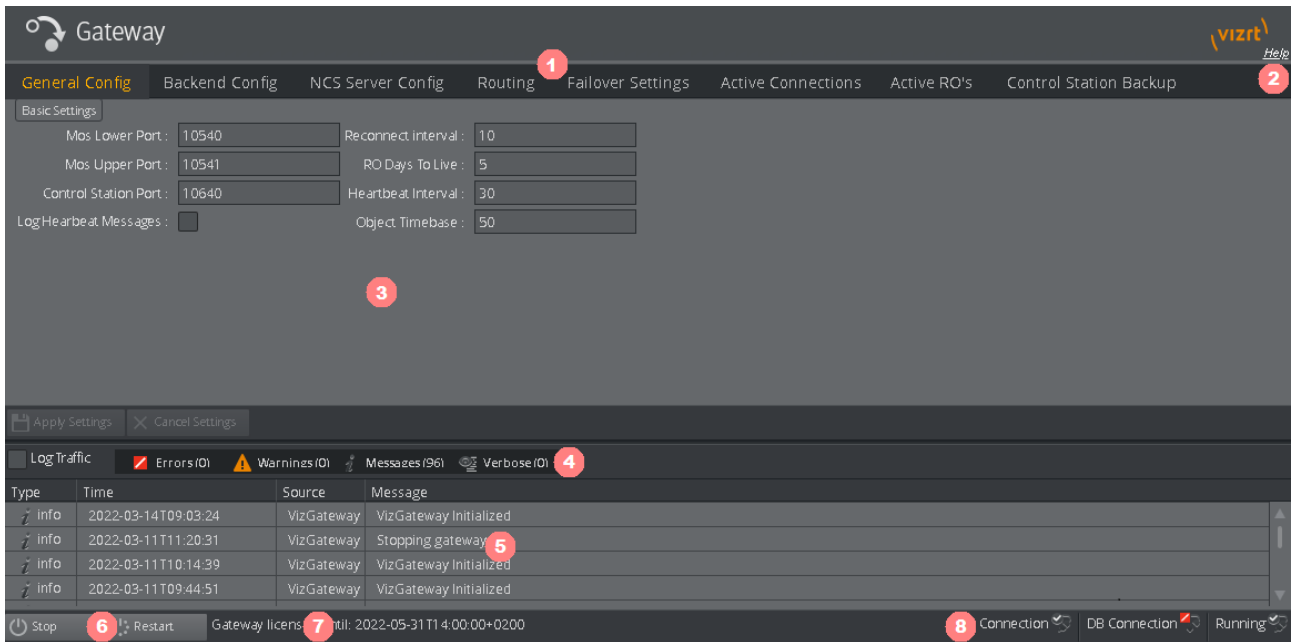 Gateway
vizrt
Help
General Config Backend Config NCS Server Config Routing 1 Failover Settings Active Connections Active RO's Control Station Backup 2
Basic Settings
Mos Lower Port : 10540 Reconnect interval : 10
Mos Upper Port : 10541 RO Days To Live : 5
Control Station Port : 10640 Heartbeat Interval : 30
Log Hearbeat Messages : Object Timebase : 50
3
Apply Settings Cancel Settings
Log Traffic Errors (0) Warnings (0) Messages (96) Verbose (0) 4
Type Time Source Message
info 2022-03-14T09:03:24 VizGateway VizGateway Initialized
info 2022-03-11T11:20:31 VizGateway Stopping gateway 5
info 2022-03-11T10:14:39 VizGateway VizGateway Initialized
info 2022-03-11T09:44:51 VizGateway VizGateway Initialized
Stop 6 Restart Gateway licens 7 ntil: 2022-05-31T14:00:00+0200 8 Connection DB Connection Running